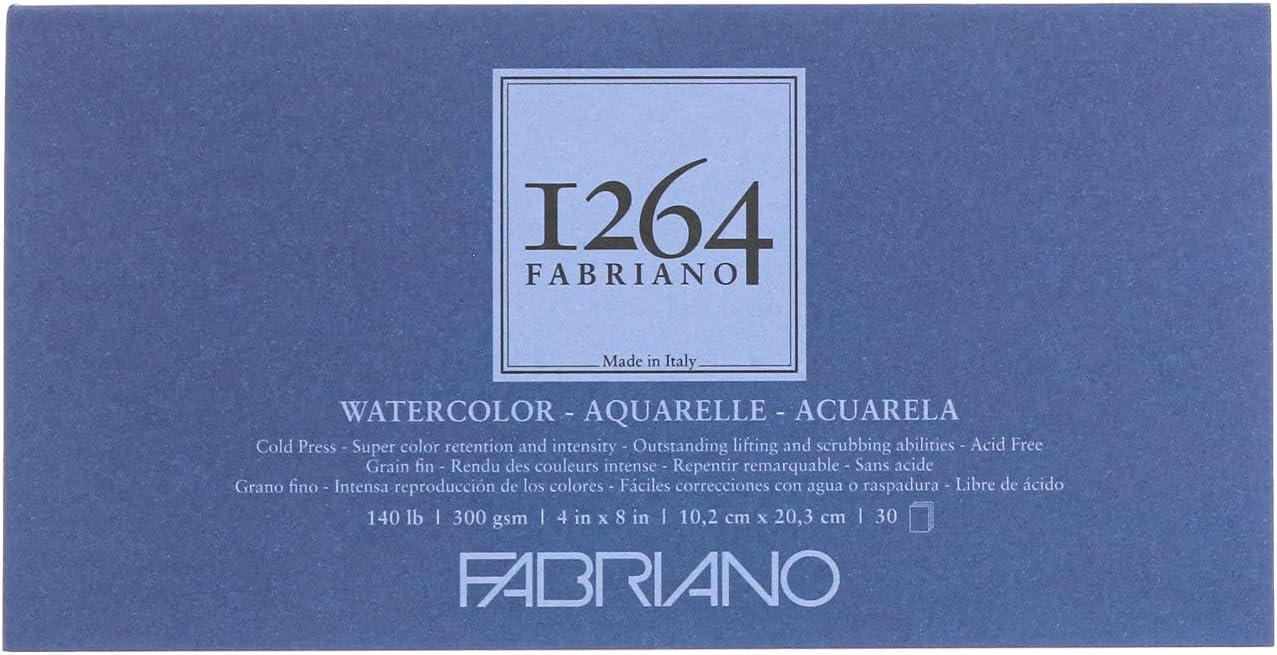 1264
FABRIANO
Made in Italy
WATERCOLOR - AQUARELLE - ACUARELA
Cold Press - Super color retention and intensity - Outstanding lifting and scrubbing abilities - Acid Free
Grain fin - Rendu des couleurs intense - Repentir remarquable - Sans acide
Grano fino - Intensa reproducción de los colores - Fáciles correcciones con agua o raspadura - Libre de ácido
140 lb | 300 gsm | 4 in x 8 in | 10,2 cm x 20,3 cm | 30
FABRIANO